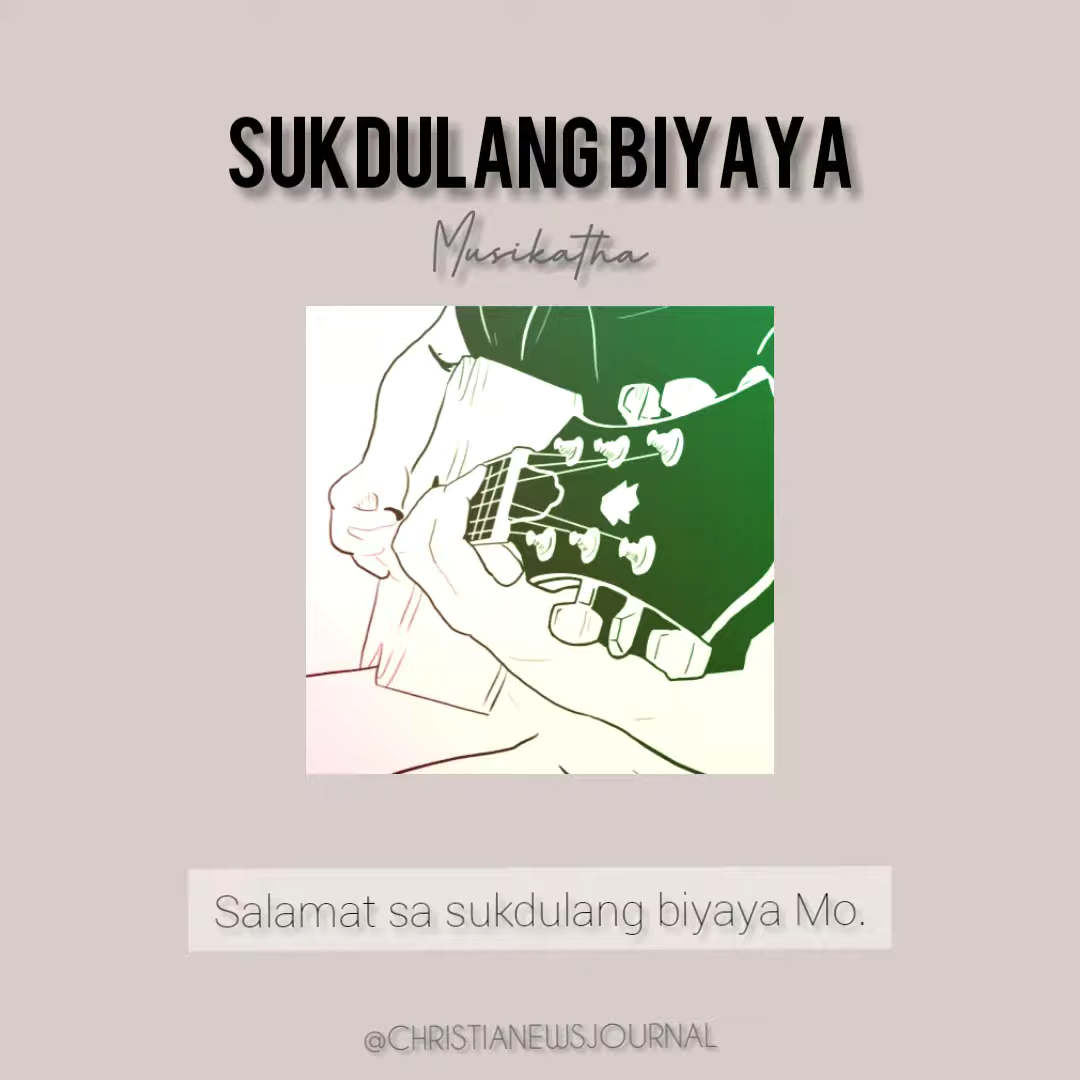 SUKDULANG BIYAYA
Musikatha
Salamat sa sukdulang biyaya Mo.
@CHRISTIANEWSJOURNAL